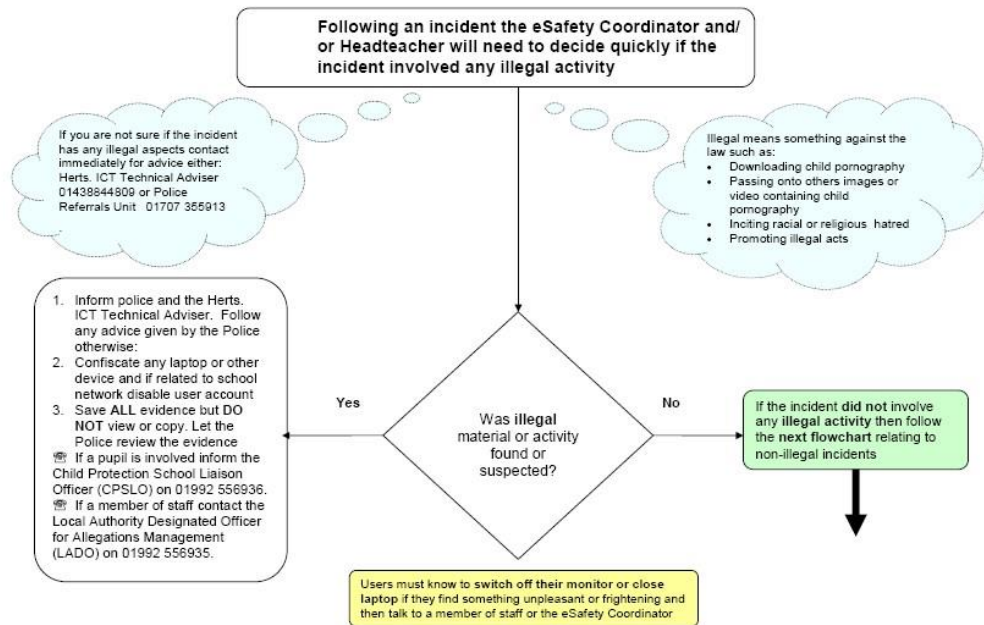 Following an incident the eSafety Coordinator and/
or Headteacher will need to decide quickly if the
incident involved any illegal activity
If you are not sure if the incident
has any illegal aspects contact
immediately for advice either:
Herts. ICT Technical Adviser
01438844809 or Police
Referrals Unit 01707 355913
Illegal means something against the
law such as:
• Downloading child pornography
• Passing onto others images or
video containing child
pornography
• Inciting racial or religious hatred
• Promoting illegal acts
1. Inform police and the Herts.
ICT Technical Adviser. Follow
any advice given by the Police
otherwise:
2. Confiscate any laptop or other
device and if related to school
network disable user account
3. Save ALL evidence but DO
NOT view or copy. Let the
Police review the evidence
☎ If a pupil is involved inform the
Child Protection School Liaison
Officer (CPSLO) on 01992 556936.
☎ If a member of staff contact the
Local Authority Designated Officer
for Allegations Management
(LADO) on 01992 556935.
Yes
Was illegal
material or activity
found or
suspected?
No
If the incident did not involve
any illegal activity then follow
the next flowchart relating to
non-illegal incidents
Users must know to switch off their monitor or close
laptop if they find something unpleasant or frightening and
then talk to a member of staff or the eSafety Coordinator